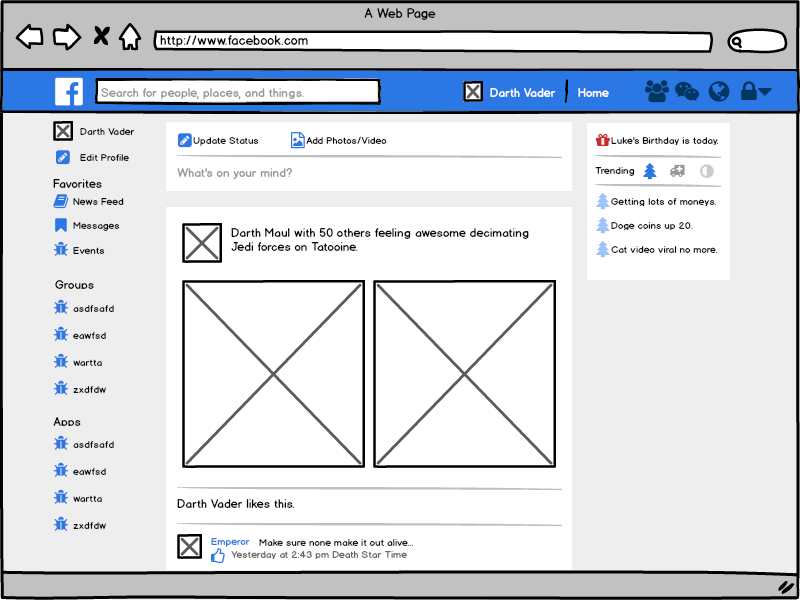 A Web Page
http://www.facebook.com
f
Search for people, places, and things.
Darth Vader
Home
Darth Vader
Edit Profile
Favorites
News Feed
Messages
Events
Groups
asdfsafd
eawfsd
wartta
zxdfdw
Apps
asdfsafd
eawfsd
wartta
zxdfdw
Update Status
Add Photos/Video
What's on your mind?
Darth Maul with 50 others feeling awesome decimating
Jedi forces on Tatooine.
Darth Vader likes this.
Emperor Make sure none make it out alive...
Yesterday at 2:43 pm Death Star Time
Luke's Birthday is today.
Trending
Getting lots of moneys.
Doge coins up 20.
Cat video viral no more.